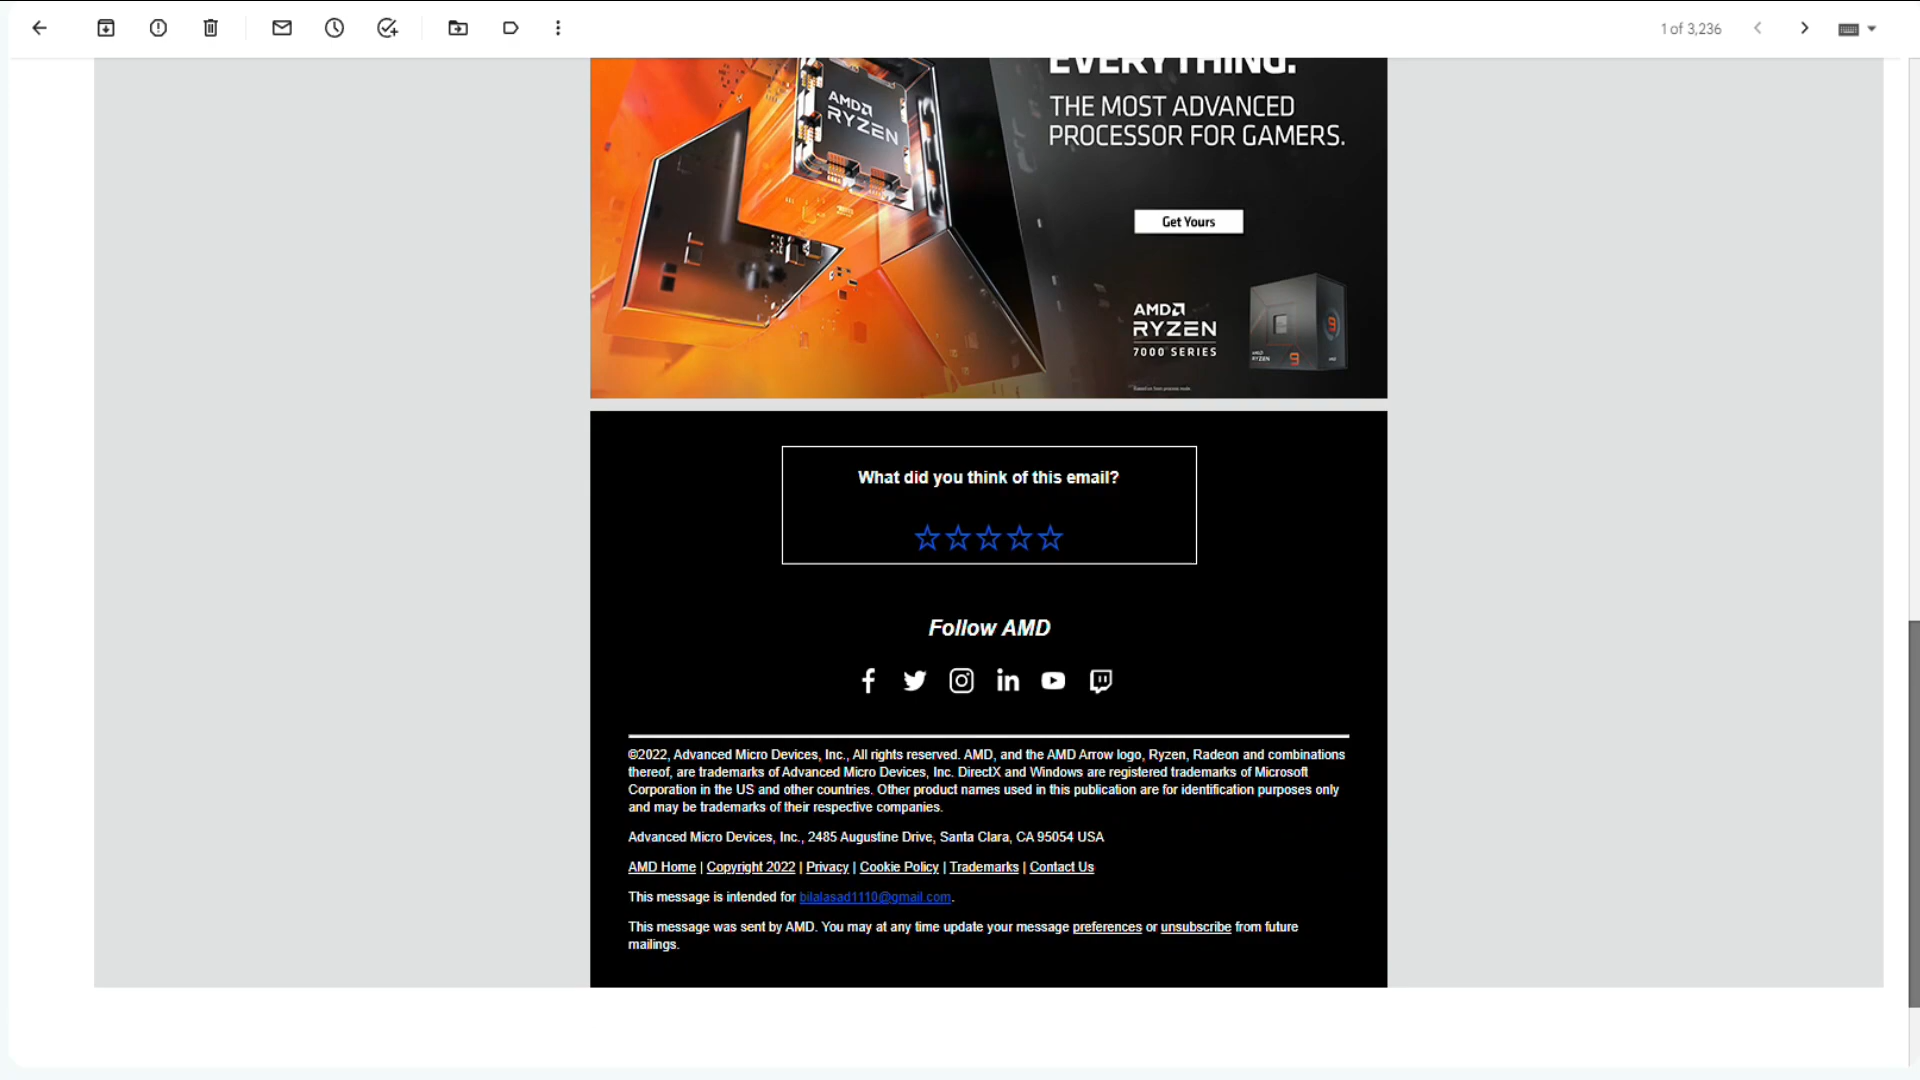 1 of 3,236
EVERYTHING.
THE MOST ADVANCED
PROCESSOR FOR GAMERS.
AMD
RYZEN
Get Yours
AMD
RYZEN
7000 SERIES
AMD
RYZEN
9
9
What did you think of this email?
Follow AMD
©2022, Advanced Micro Devices, Inc., All rights reserved. AMD, and the AMD Arrow logo, Ryzen, Radeon and combinations
thereof, are trademarks of Advanced Micro Devices, Inc. DirectX and Windows are registered trademarks of Microsoft
Corporation in the US and other countries. Other product names used in this publication are for identification purposes only
and may be trademarks of their respective companies.
Advanced Micro Devices, Inc., 2485 Augustine Drive, Santa Clara, CA 95054 USA
AMD Home | Copyright 2022 | Privacy | Cookie Policy | Trademarks | Contact Us
This message is intended for bilalasad1110@gmail.com.
This message was sent by AMD. You may at any time update your message preferences or unsubscribe from future
mailings.